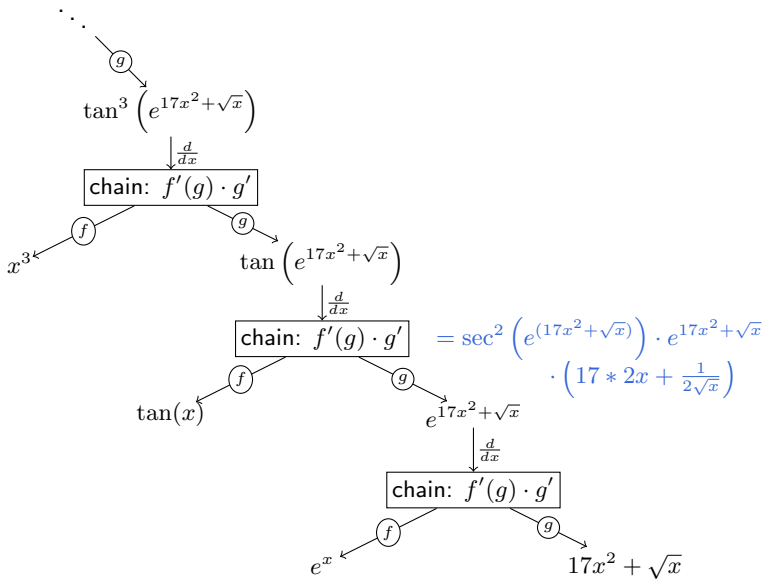 ⋱
g
tan³ (e^{17x²+√x})
d/dx
chain: f′(g) · g′
f g
x³ tan (e^{17x²+√x})
d/dx
chain: f′(g) · g′ = sec² (e^{(17x²+√x)}) · e^{17x²+√x}
· (17 ∗ 2x + 1/(2√x))
f g
tan(x) e^{17x²+√x}
d/dx
chain: f′(g) · g′
f g
e^x 17x² + √x